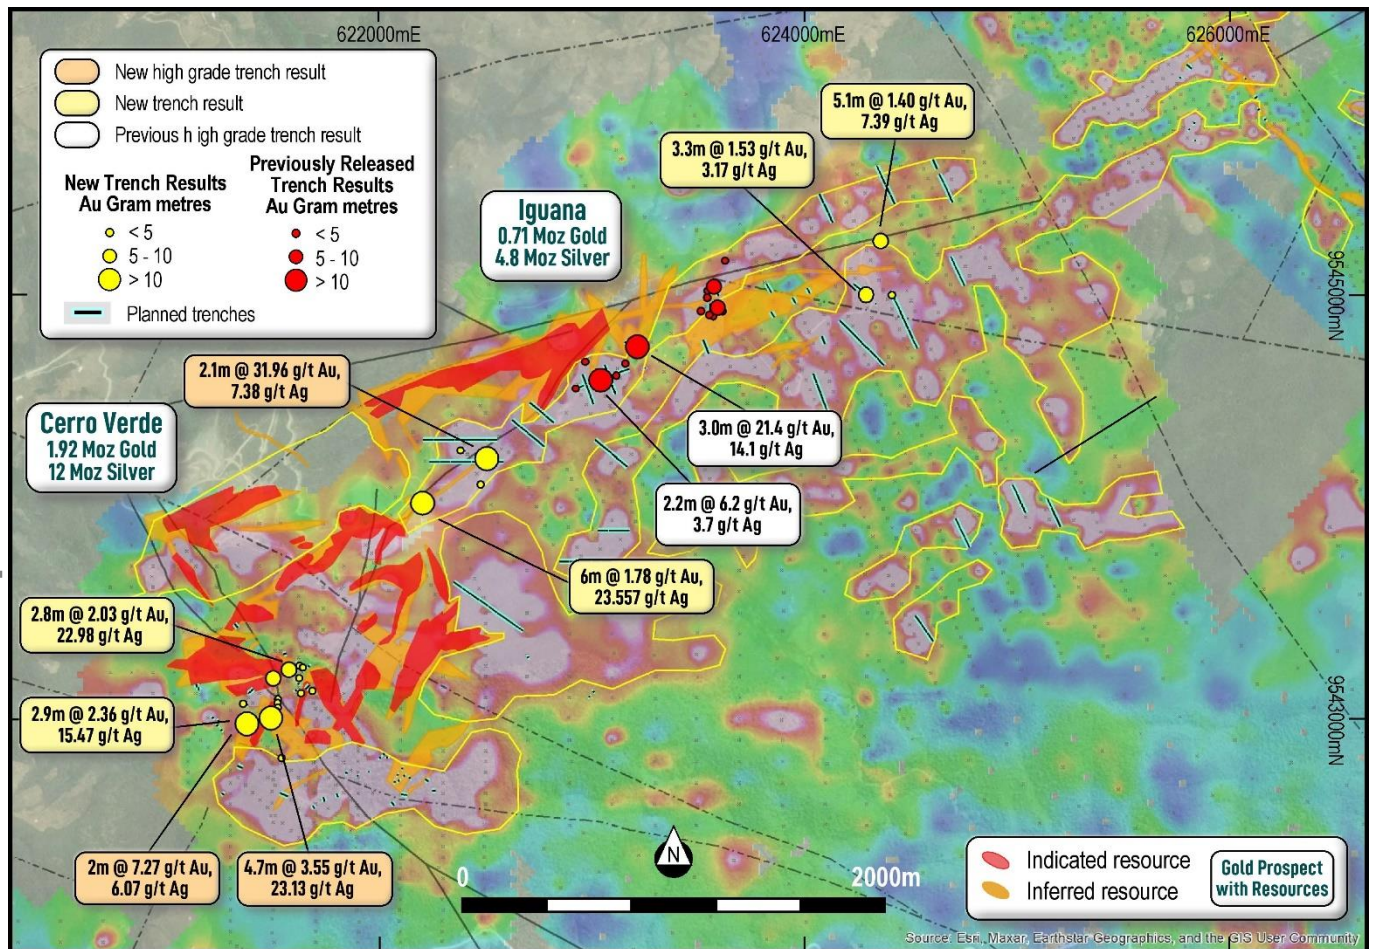 622000mE
624000mE
626000mE
New high grade trench result
New trench result
Previous h igh grade trench result
New Trench Results
Au Gram metres
< 5
5 - 10
> 10
Previously Released
Trench Results
Au Gram metres
< 5
5 - 10
> 10
Planned trenches
5.1m @ 1.40 g/t Au,
7.39 g/t Ag
3.3m @ 1.53 g/t Au,
3.17 g/t Ag
Iguana
0.71 Moz Gold
4.8 Moz Silver
9545000mN
2.1m @ 31.96 g/t Au,
7.38 g/t Ag
Cerro Verde
1.92 Moz Gold
12 Moz Silver
3.0m @ 21.4 g/t Au,
14.1 g/t Ag
2.2m @ 6.2 g/t Au,
3.7 g/t Ag
6m @ 1.78 g/t Au,
23.557 g/t Ag
2.8m @ 2.03 g/t Au,
22.98 g/t Ag
2.9m @ 2.36 g/t Au,
15.47 g/t Ag
9543000mN
2m @ 7.27 g/t Au,
6.07 g/t Ag
4.7m @ 3.55 g/t Au,
23.13 g/t Ag
N
0
2000m
Indicated resource
Inferred resource
Gold Prospect
with Resources
Source: Esri, Maxar, Earthstar Geographics, and the GIS User Community